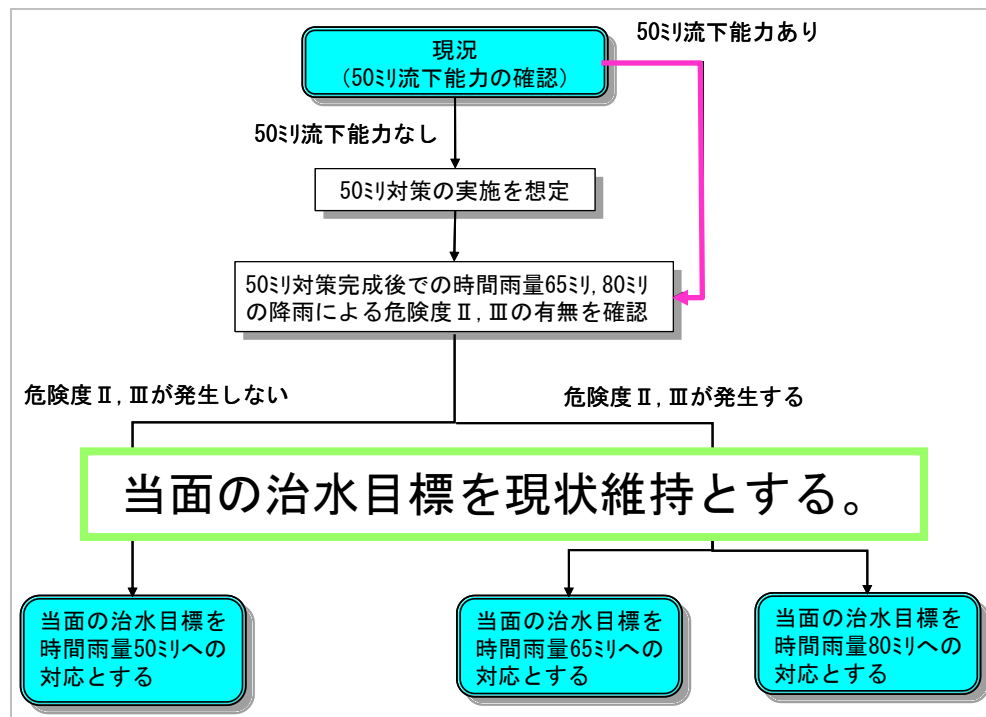 50ミリ流下能力あり
現況
(50ミリ流下能力の確認)
50ミリ流下能力なし
50ミリ対策の実施を想定
50ミリ対策完成後での時間雨量65ミリ,80ミリ
の降雨による危険度Ⅱ,Ⅲの有無を確認
危険度Ⅱ,Ⅲが発生しない
危険度Ⅱ,Ⅲが発生する
当面の治水目標を現状維持とする。
当面の治水目標を
時間雨量50ミリへの
対応とする
当面の治水目標を
時間雨量65ミリへの
対応とする
当面の治水目標を
時間雨量80ミリへの
対応とする